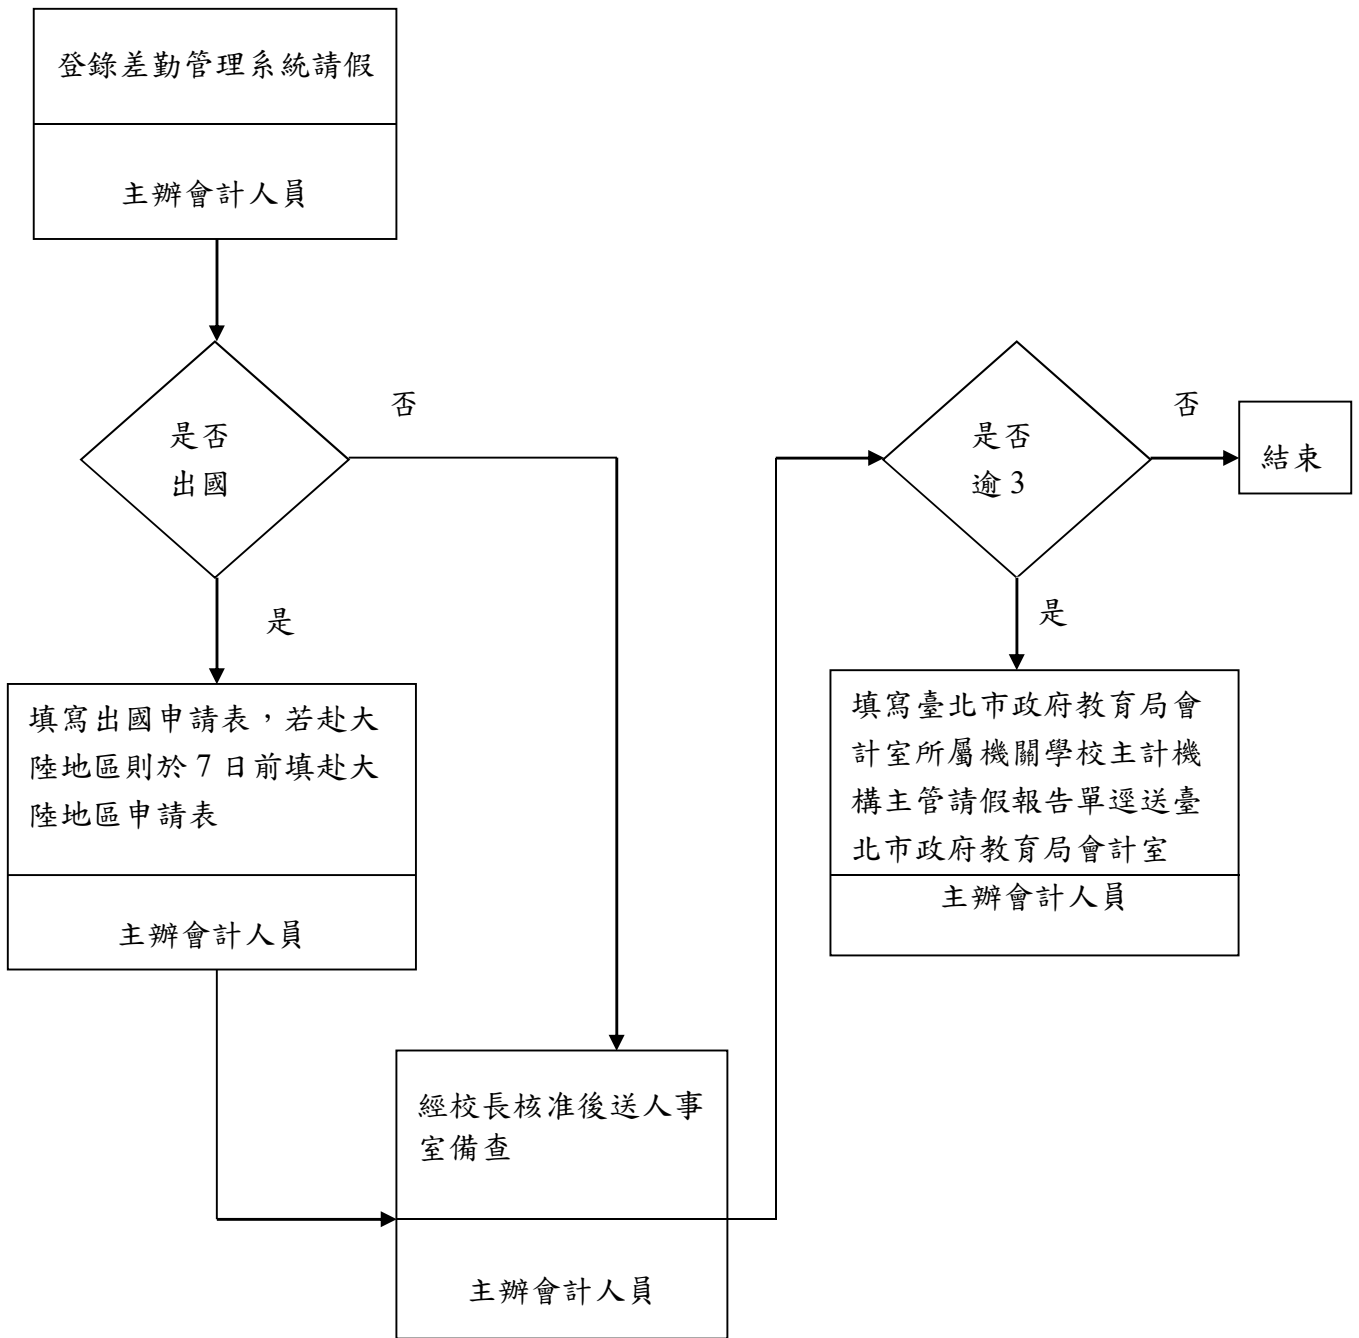 登錄差勤管理系統請假
主辦會計人員
是否
出國
否
是
填寫出國申請表，若赴大
陸地區則於 7 日前填赴大
陸地區申請表
主辦會計人員
經校長核准後送人事
室備查
主辦會計人員
是否
逾 3
否
結束
是
填寫臺北市政府教育局會
計室所屬機關學校主計機
構主管請假報告單逕送臺
北市政府教育局會計室
主辦會計人員